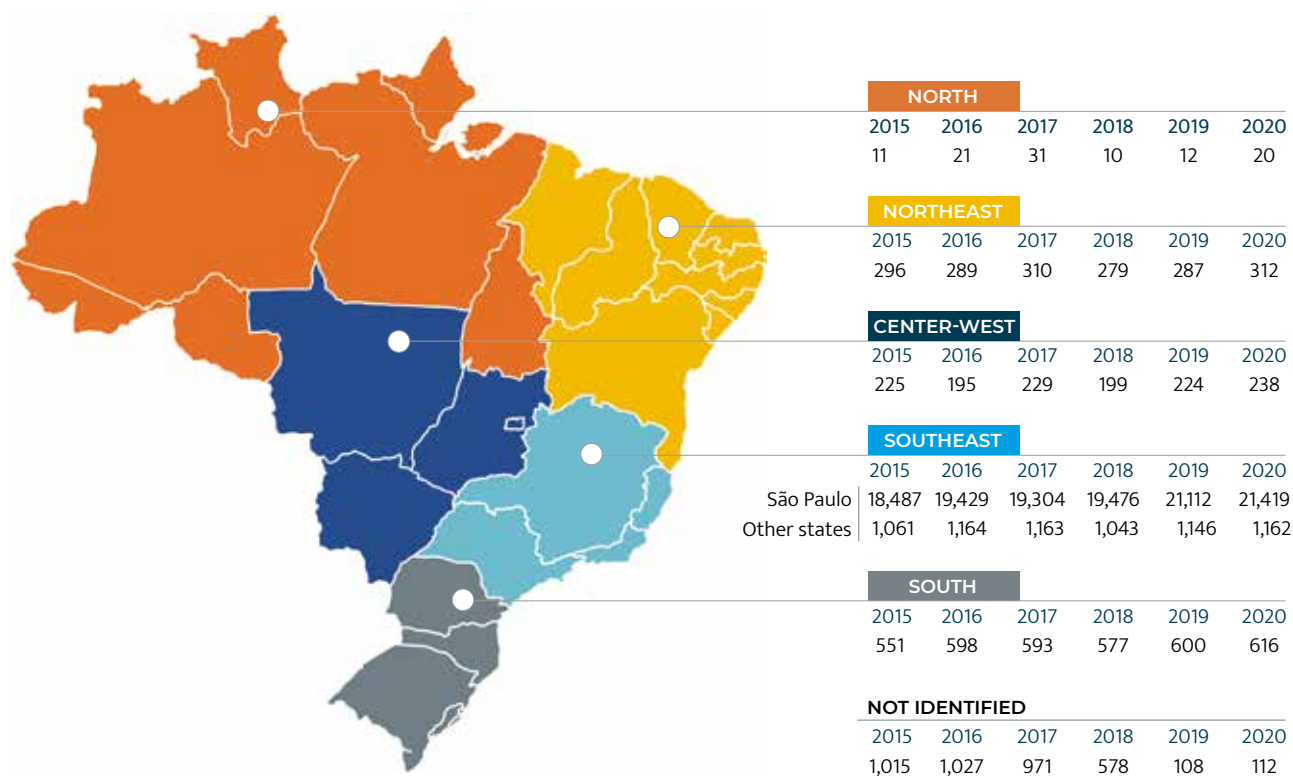 NORTH
2015 2016 2017 2018 2019 2020
11 21 31 10 12 20
NORTHEAST
2015 2016 2017 2018 2019 2020
296 289 310 279 287 312
CENTER-WEST
2015 2016 2017 2018 2019 2020
225 195 229 199 224 238
SOUTHEAST
2015 2016 2017 2018 2019 2020
São Paulo 18,487 19,429 19,304 19,476 21,112 21,419
Other states 1,061 1,164 1,163 1,043 1,146 1,162
SOUTH
2015 2016 2017 2018 2019 2020
551 598 593 577 600 616
NOT IDENTIFIED
2015 2016 2017 2018 2019 2020
1,015 1,027 971 578 108 112